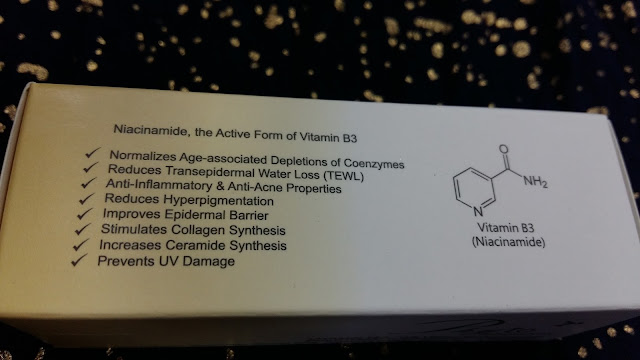 Niacinamide, the Active Form of Vitamin B3
✓ Normalizes Age-associated Depletions of Coenzymes
✓ Reduces Transepidermal Water Loss (TEWL)
✓ Anti-Inflammatory & Anti-Acne Properties
✓ Reduces Hyperpigmentation
✓ Improves Epidermal Barrier
✓ Stimulates Collagen Synthesis
✓ Increases Ceramide Synthesis
✓ Prevents UV Damage
O
NH₂
N
Vitamin B3
(Niacinamide)